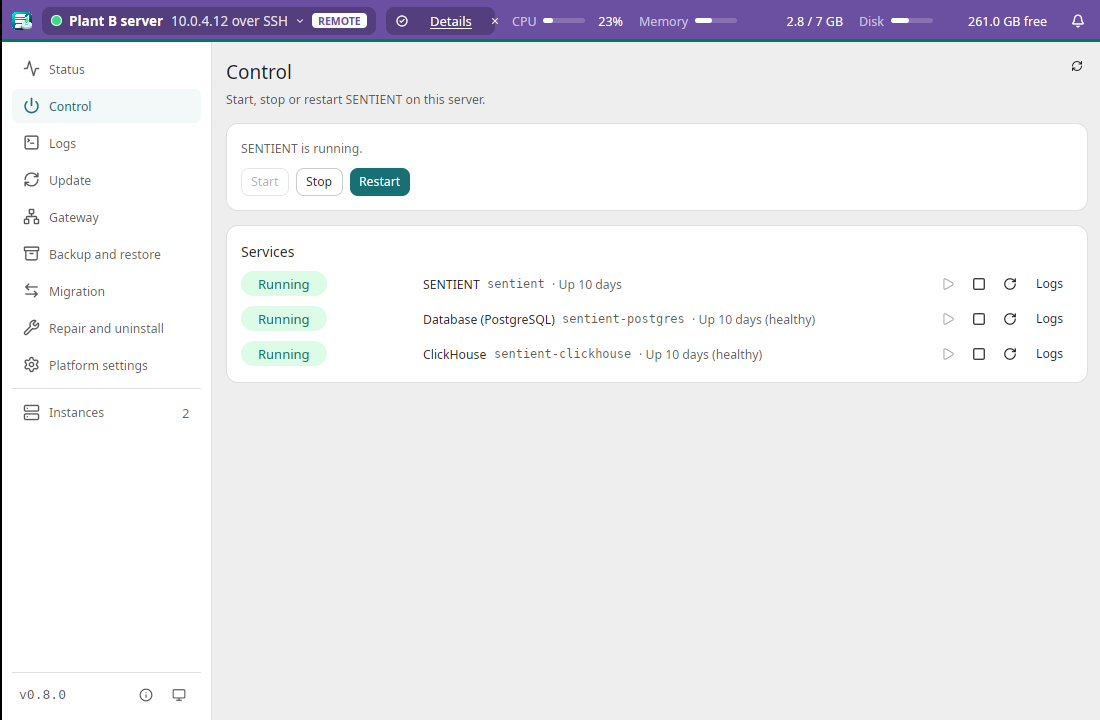 Plant B server 10.0.4.12 over SSH REMOTE Details × CPU 23% Memory 2.8 / 7 GB Disk 261.0 GB free
Status
Control
Logs
Update
Gateway
Backup and restore
Migration
Repair and uninstall
Platform settings
Instances 2
v0.8.0
Control
Start, stop or restart SENTIENT on this server.
SENTIENT is running.
Start Stop Restart
Services
Running SENTIENT sentient · Up 10 days Logs
Running Database (PostgreSQL) sentient-postgres · Up 10 days (healthy) Logs
Running ClickHouse sentient-clickhouse · Up 10 days (healthy) Logs